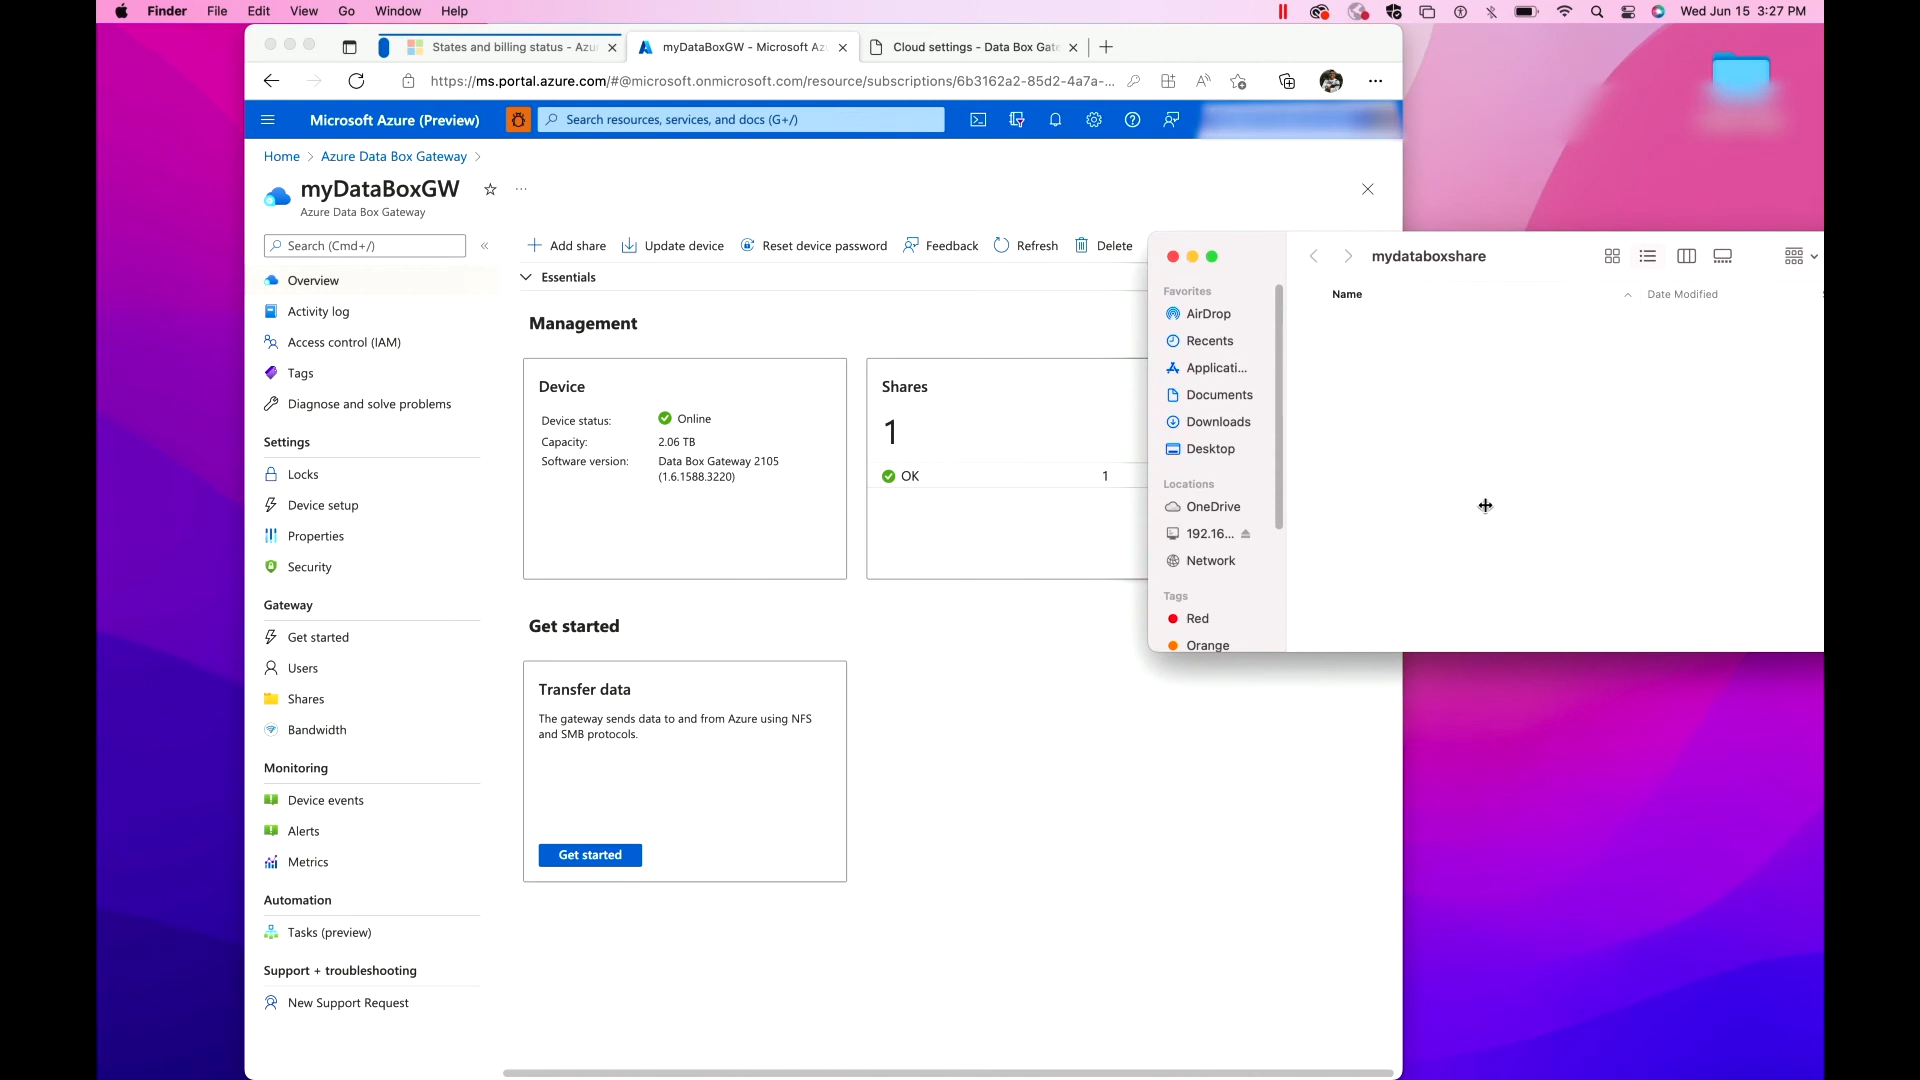 Finder File Edit View Go Window Help
Wed Jun 15 3:27 PM
States and billing status - Azu
myDataBoxGW - Microsoft Az
Cloud settings - Data Box Gate
https://ms.portal.azure.com/#@microsoft.onmicrosoft.com/resource/subscriptions/6b3162a2-85d2-4a7a-...
Microsoft Azure (Preview)
Search resources, services, and docs (G+/)
Home > Azure Data Box Gateway >
myDataBoxGW
Azure Data Box Gateway
Search (Cmd+/)
Overview
Activity log
Access control (IAM)
Tags
Diagnose and solve problems
Settings
Locks
Device setup
Properties
Security
Gateway
Get started
Users
Shares
Bandwidth
Monitoring
Device events
Alerts
Metrics
Automation
Tasks (preview)
Support + troubleshooting
New Support Request
Add share Update device Reset device password Feedback Refresh Delete
Essentials
Management
Device
Device status: Online
Capacity: 2.06 TB
Software version: Data Box Gateway 2105
(1.6.1588.3220)
Shares
1
OK 1
Get started
Transfer data
The gateway sends data to and from Azure using NFS
and SMB protocols.
Get started
mydataboxshare
Name Date Modified
Favorites
AirDrop
Recents
Applicati...
Documents
Downloads
Desktop
Locations
OneDrive
192.16...
Network
Tags
Red
Orange